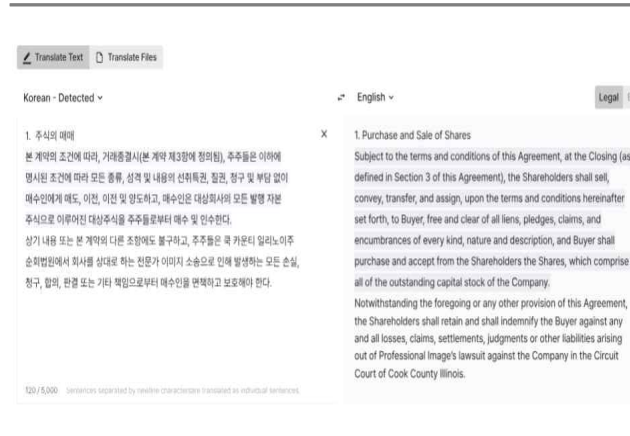 Translate Text
Translate Files
Korean - Detected
English
Legal
1. 주식의 매매
X
본 계약의 조건에 따라, 거래종결시(본 계약 제3항에 정의됨), 주주들은 이하에
명시된 조건에 따라 모든 종류, 성격 및 내용의 선취특권, 질권, 청구 및 부담 없이
매수인에게 매도, 이전, 이전 및 양도하고, 매수인은 대상회사의 모든 발행 자본
주식으로 이루어진 대상주식을 주주들로부터 매수 및 인수한다.
상기 내용 또는 본 계약의 다른 조항에도 불구하고, 주주들은 쿡 카운티 일리노이주
순회법원에서 회사를 상대로 하는 전문가 이미지 소송으로 인해 발생하는 모든 손실,
청구, 합의, 판결 또는 기타 책임으로부터 매수인을 면책하고 보호해야 한다.
120 / 5,000
Sentences separated by newline characters are translated as individual sentences.
1. Purchase and Sale of Shares
Subject to the terms and conditions of this Agreement, at the Closing (as
defined in Section 3 of this Agreement), the Shareholders shall sell,
convey, transfer, and assign, upon the terms and conditions hereinafter
set forth, to Buyer, free and clear of all liens, pledges, claims, and
encumbrances of every kind, nature and description, and Buyer shall
purchase and accept from the Shareholders the Shares, which comprise
all of the outstanding capital stock of the Company.
Notwithstanding the foregoing or any other provision of this Agreement,
the Shareholders shall retain and shall indemnify the Buyer against any
and all losses, claims, settlements, judgments or other liabilities arising
out of Professional Image's lawsuit against the Company in the Circuit
Court of Cook County Illinois.